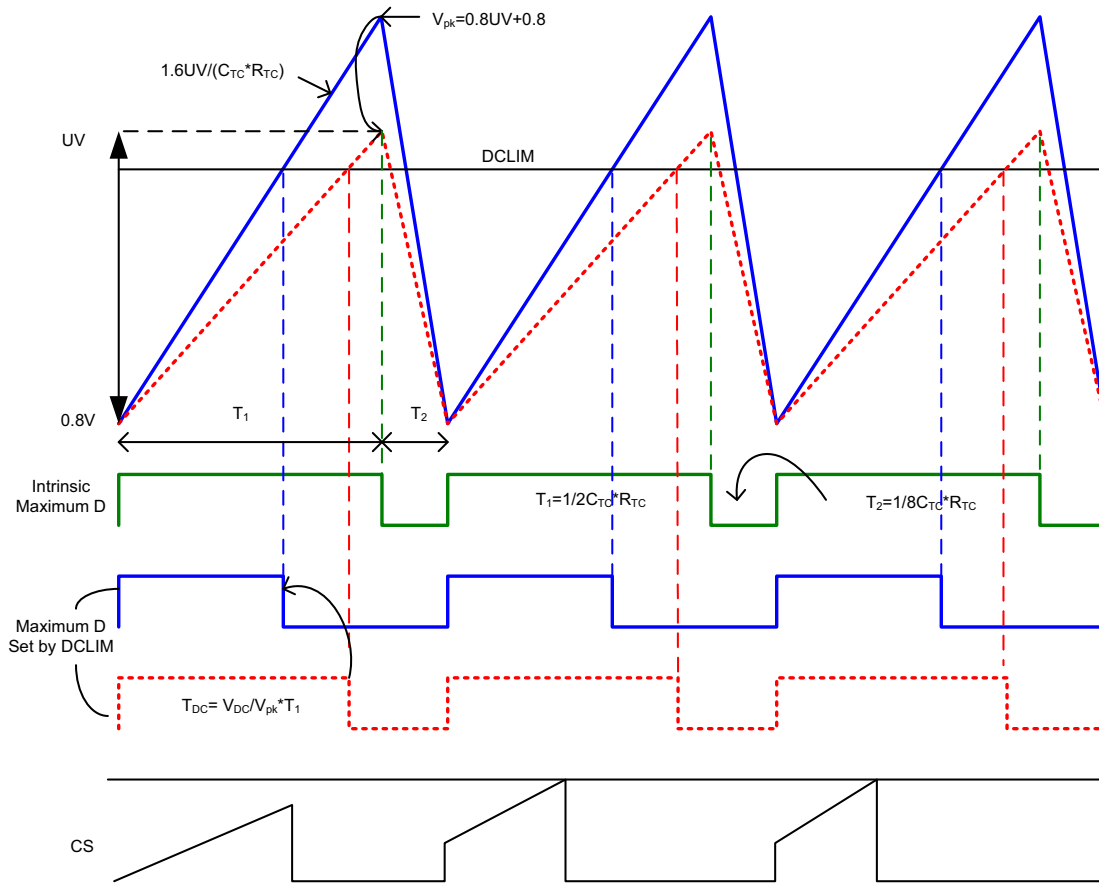 Vpk=0.8UV+0.8
1.6UV/(CTC*RTC)
UV
DCLIM
0.8V
T1
T2
Intrinsic
Maximum D
T1=1/2CTC*RTC
T2=1/8CTC*RTC
Maximum D
Set by DCLIM
TDC= VDC/Vpk*T1
CS